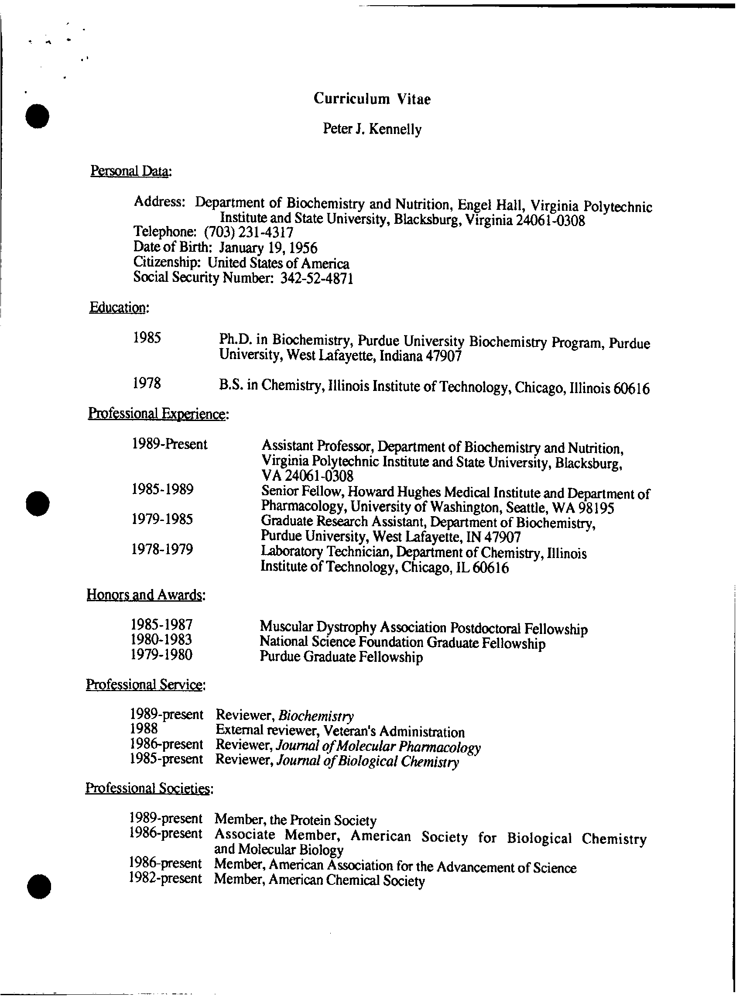 Curriculum Vitae
Peter J. Kennelly
Personal Data:
Address: Department of Biochemistry and Nutrition, Engel Hall, Virginia Polytechnic
Institute and State University, Blacksburg, Virginia 24061-0308
Telephone: (703) 231-4317
Date of Birth: January 19, 1956
Citizenship: United States of America
Social Security Number: 342-52-4871
Education:
1985 Ph.D. in Biochemistry, Purdue University Biochemistry Program, Purdue
University, West Lafayette, Indiana 47907
1978 B.S. in Chemistry, Illinois Institute of Technology, Chicago, Illinois 60616
Professional Experience:
1989-Present Assistant Professor, Department of Biochemistry and Nutrition,
Virginia Polytechnic Institute and State University, Blacksburg,
VA 24061-0308
1985-1989 Senior Fellow, Howard Hughes Medical Institute and Department of
Pharmacology, University of Washington, Seattle, WA 98195
1979-1985 Graduate Research Assistant, Department of Biochemistry,
Purdue University, West Lafayette, IN 47907
1978-1979 Laboratory Technician, Department of Chemistry, Illinois
Institute of Technology, Chicago, IL 60616
Honors and Awards:
1985-1987 Muscular Dystrophy Association Postdoctoral Fellowship
1980-1983 National Science Foundation Graduate Fellowship
1979-1980 Purdue Graduate Fellowship
Professional Service:
1989-present Reviewer, Biochemistry
1988 External reviewer, Veteran's Administration
1986-present Reviewer, Journal of Molecular Pharmacology
1985-present Reviewer, Journal of Biological Chemistry
Professional Societies:
1989-present Member, the Protein Society
1986-present Associate Member, American Society for Biological Chemistry
and Molecular Biology
1986-present Member, American Association for the Advancement of Science
1982-present Member, American Chemical Society